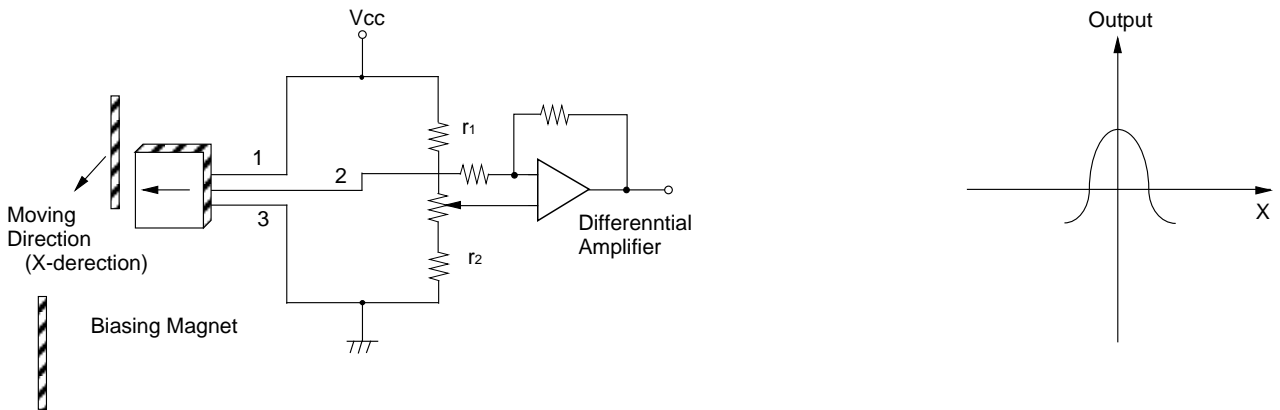 Vcc
Output
r1
1
2
3
Moving
Direction
(X-derection)
Differenntial
Amplifier
r2
X
Biasing Magnet